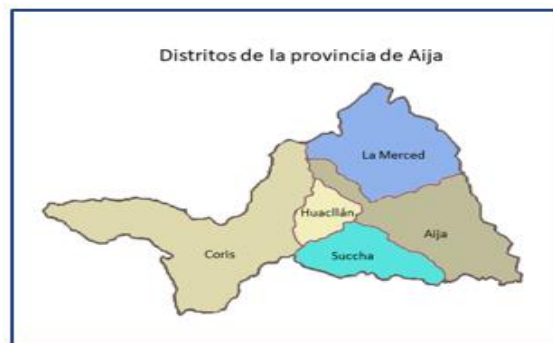 Distritos de la provincia de Aija
La Merced
Huacllán
Aija
Coris
Succha